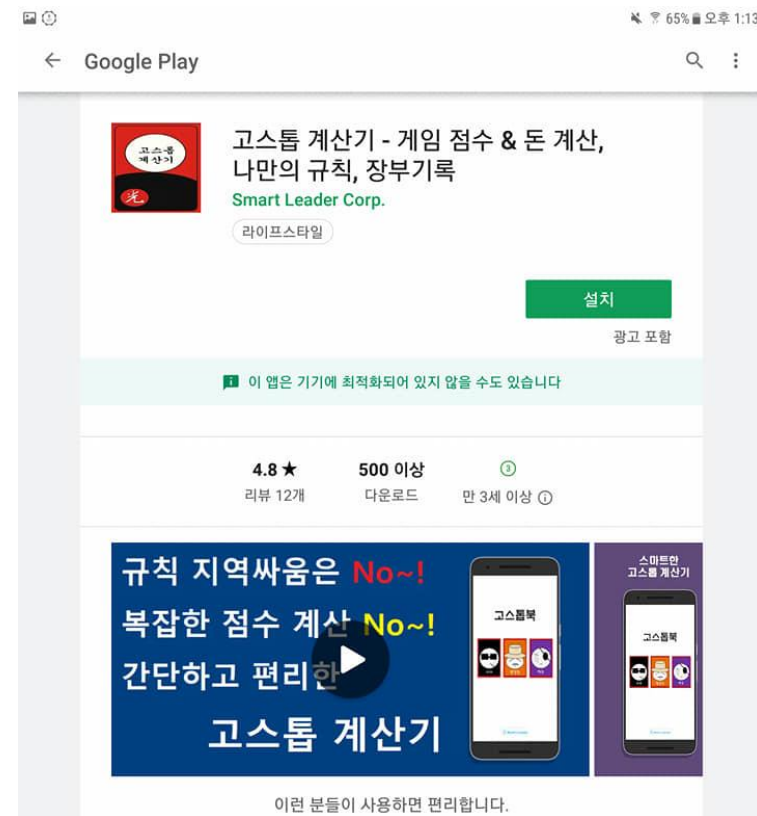 65% 오후 1:13
Google Play
고스톱
계산기
光
고스톱 계산기 - 게임 점수 & 돈 계산,
나만의 규칙, 장부기록
Smart Leader Corp.
라이프스타일
설치
광고 포함
이 앱은 기기에 최적화되어 있지 않을 수도 있습니다
4.8 ★
리뷰 12개
500 이상
다운로드
3
만 3세 이상
규칙 지역싸움은 No~!
복잡한 점수 계산 No~!
간단하고 편리한
고스톱 계산기
고스톱북
스마트한
고스톱 계산기
고스톱북
이런 분들이 사용하면 편리합니다.